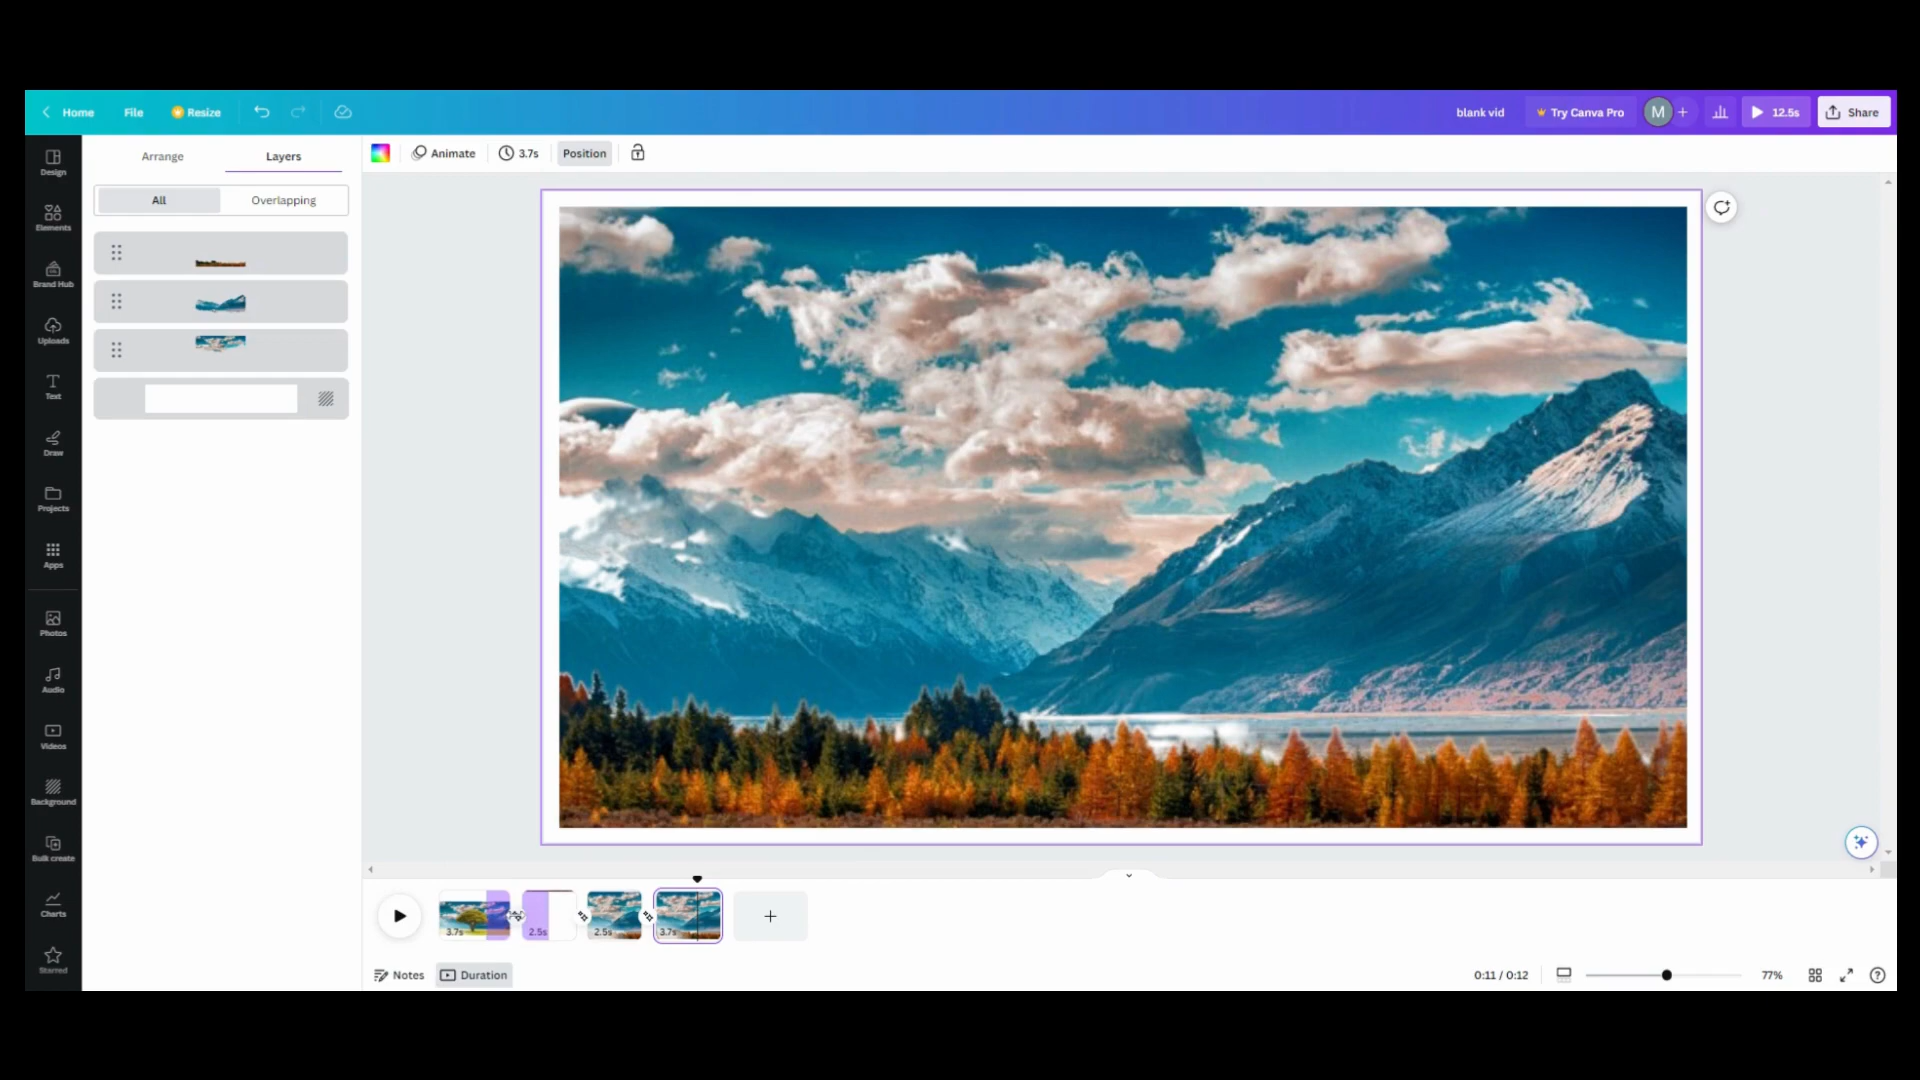 Home File Resize blank vid Try Canva Pro M 12.5s Share
Arrange Layers
Animate 3.7s Position
All Overlapping
Design
Elements
Brand Hub
Uploads
Text
Draw
Projects
Apps
Photos
Audio
Videos
Background
Bulk create
Charts
Starred
3.7s 2.5s 2.5s 3.7s
Notes Duration 0:11 / 0:12 77%